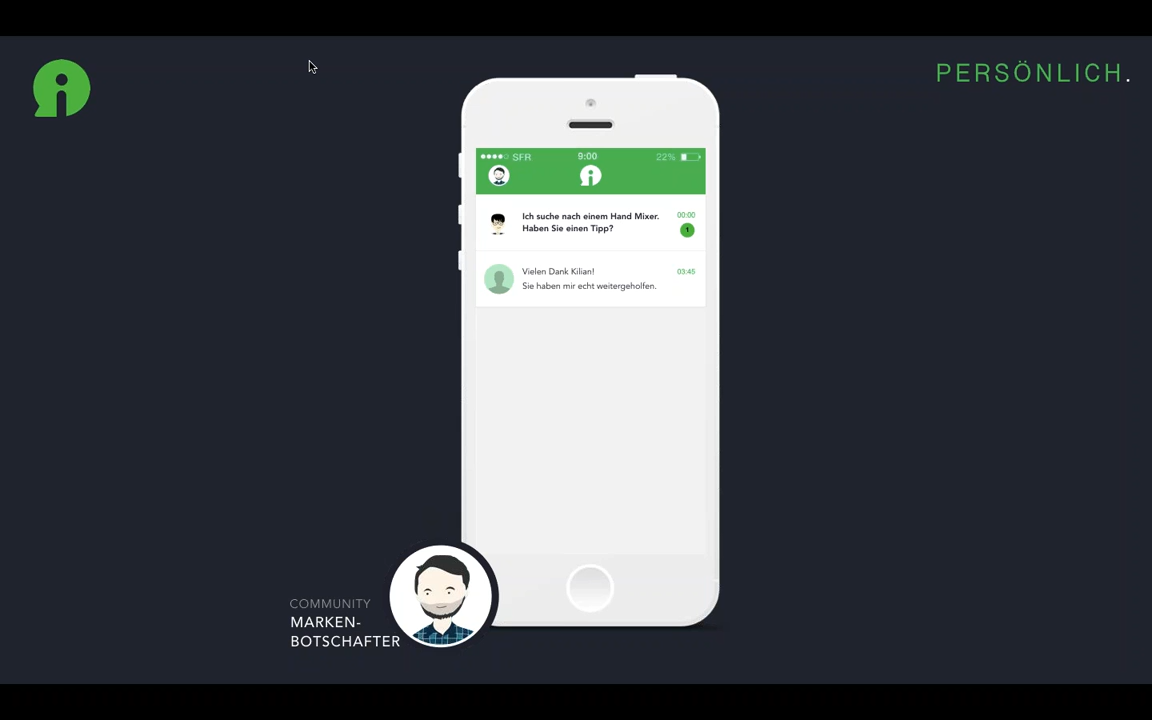 PERSÖNLICH.
SFR 9:00 22%
Ich suche nach einem Hand Mixer. 00:00
Haben Sie einen Tipp? 1
Vielen Dank Kilian! 03:45
Sie haben mir echt weitergeholfen.
COMMUNITY
MARKEN-
BOTSCHAFTER